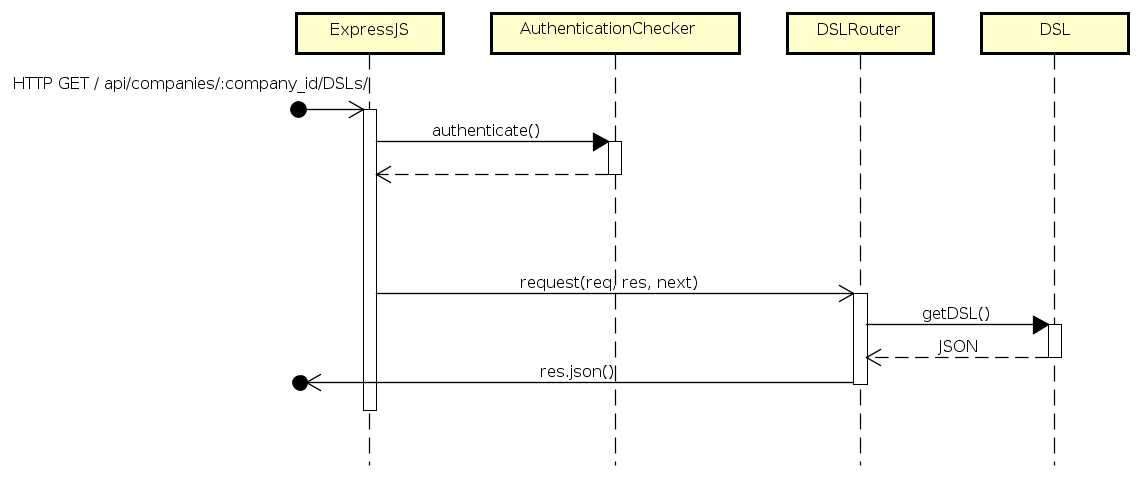 ExpressJS
AuthenticationChecker
DSLRouter
DSL
HTTP GET / api/companies/:company_id/DSLs/
authenticate()
request(req, res, next)
getDSL()
JSON
res.json()